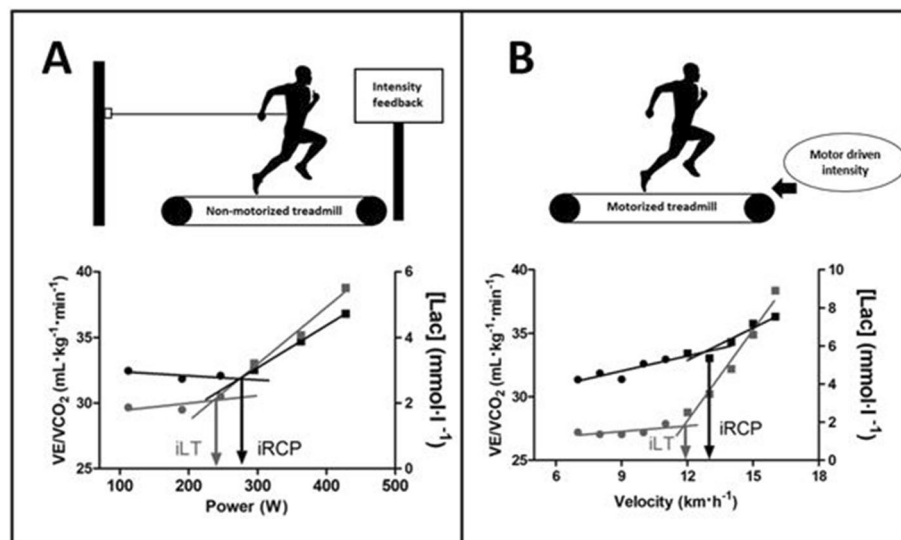 A
Intensity
feedback
Non-motorized treadmill
VE/VCO₂ (mL·kg⁻¹·min⁻¹)
40
35
30
25
6
4
2
0
[Lac] (mmol·l⁻¹)
iLT
iRCP
100 200 300 400 500
Power (W)
B
Motor driven
intensity
Motorized treadmill
VE/VCO₂ (mL·kg⁻¹·min⁻¹)
40
35
30
25
10
8
6
4
2
0
[Lac] (mmol·l⁻¹)
iLT
iRCP
6 9 12 15 18
Velocity (km·h⁻¹)